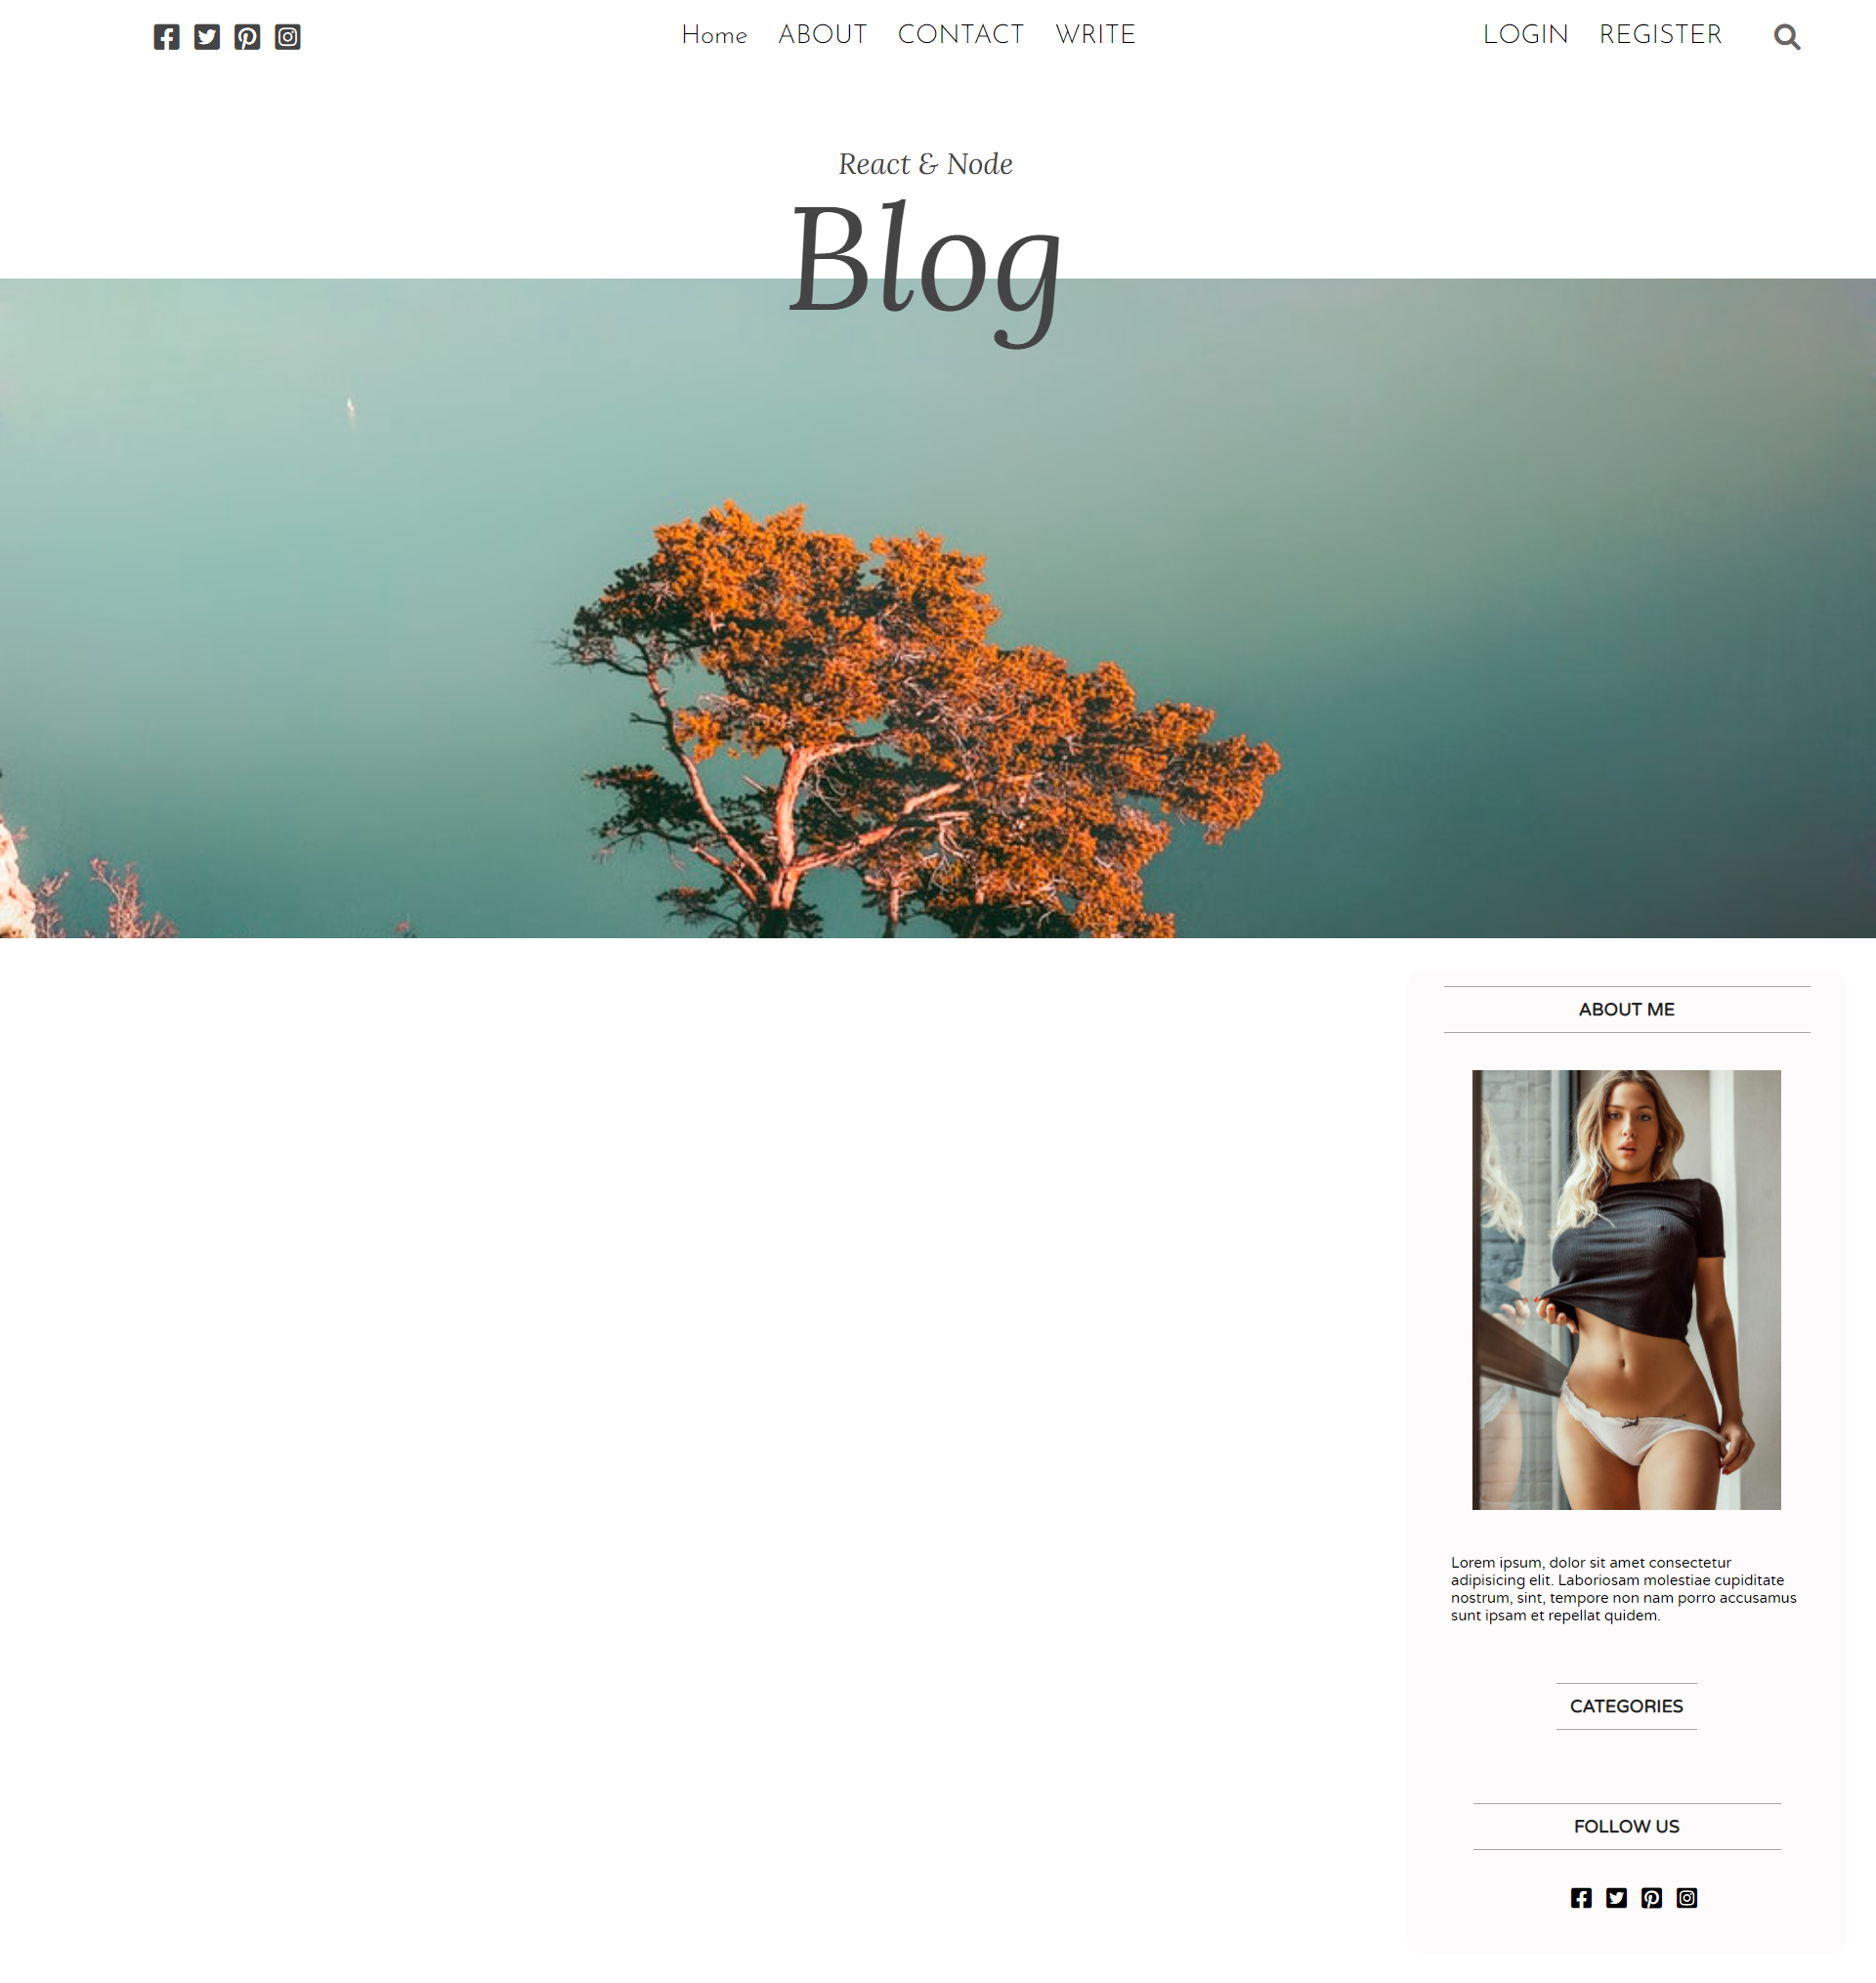 Home ABOUT CONTACT WRITE LOGIN REGISTER
React & Node
Blog
ABOUT ME
Lorem ipsum, dolor sit amet consectetur
adipisicing elit. Laboriosam molestiae cupiditate
nostrum, sint, tempore non nam porro accusamus
sunt ipsam et repellat quidem.
CATEGORIES
FOLLOW US